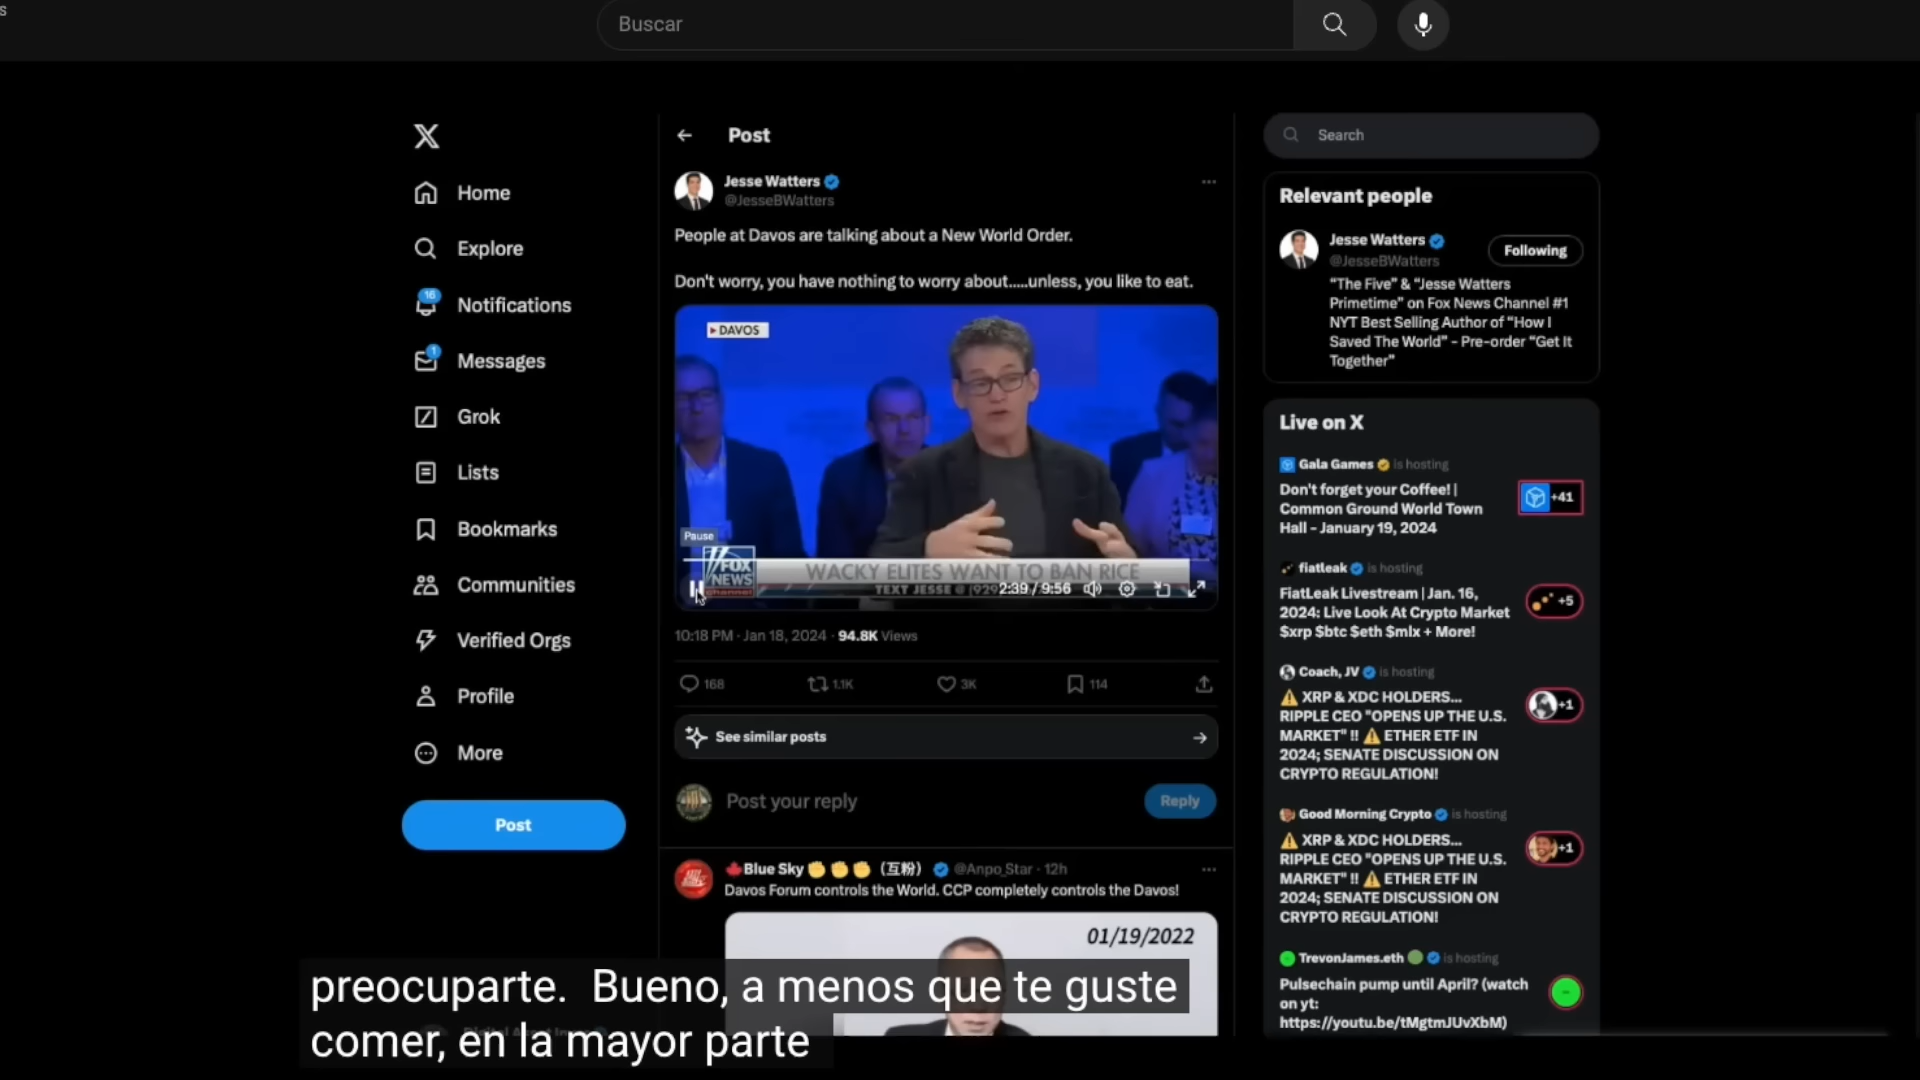 s
Buscar
X
Home
Explore
16
Notifications
1
Messages
Grok
Lists
Bookmarks
Communities
Verified Orgs
Profile
More
Post
Post
Jesse Watters
@JesseBWatters
People at Davos are talking about a New World Order.
Don't worry, you have nothing to worry about.....unless, you like to eat.
DAVOS
Pause
FOX
NEWS
channel
WACKY ELITES WANT TO BAN RICE
TEXT JESSE @ (929)
2:39 / 9:56
10:18 PM · Jan 18, 2024 · 94.8K Views
168
1.1K
3K
114
See similar posts
Post your reply
Reply
Blue Sky ✊✊✊ (互粉) @Anpo_Star · 12h
Davos Forum controls the World. CCP completely controls the Davos!
01/19/2022
preocuparte. Bueno, a menos que te guste
comer, en la mayor parte
Search
Relevant people
Jesse Watters
@JesseBWatters
Following
"The Five" & "Jesse Watters
Primetime" on Fox News Channel #1
NYT Best Selling Author of "How I
Saved The World" - Pre-order "Get It
Together"
Live on X
Gala Games is hosting
Don't forget your Coffee! |
Common Ground World Town
Hall - January 19, 2024
+41
fiatleak is hosting
FiatLeak Livestream | Jan. 16,
2024: Live Look At Crypto Market
$xrp $btc $eth $mlx + More!
+5
Coach, JV is hosting
⚠️ XRP & XDC HOLDERS...
RIPPLE CEO "OPENS UP THE U.S.
MARKET" !! ⚠️ ETHER ETF IN
2024; SENATE DISCUSSION ON
CRYPTO REGULATION!
+1
Good Morning Crypto is hosting
⚠️ XRP & XDC HOLDERS...
RIPPLE CEO "OPENS UP THE U.S.
MARKET" !! ⚠️ ETHER ETF IN
2024; SENATE DISCUSSION ON
CRYPTO REGULATION!
+1
TrevonJames.eth is hosting
Pulsechain pump until April? (watch
on yt:
https://youtu.be/tMgtmJUvXbM)